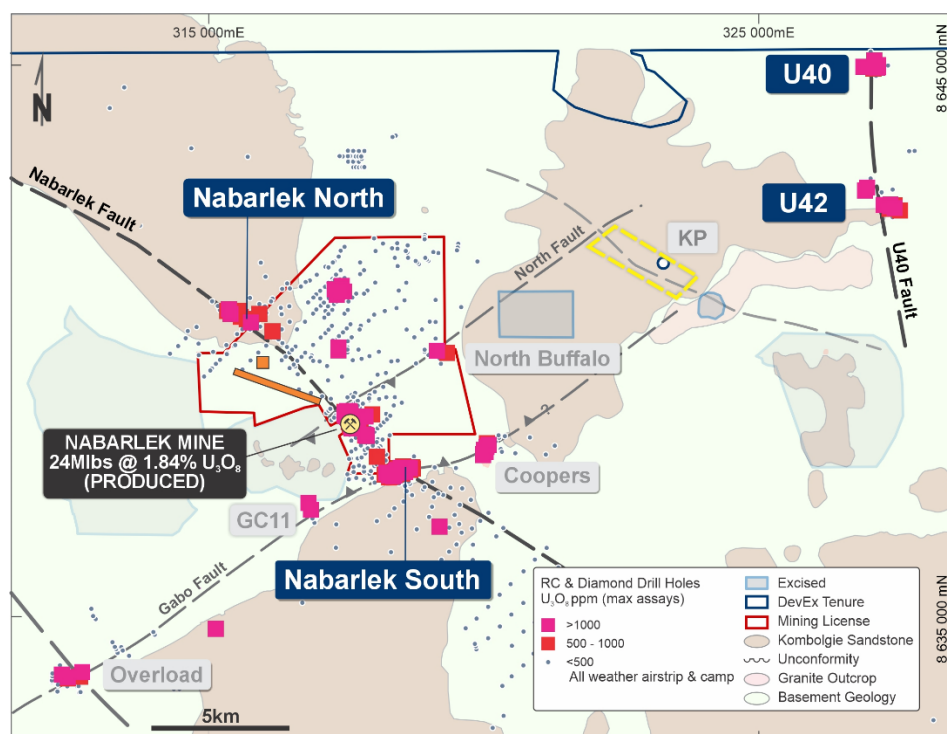 315 000mE
325 000mE
8 645 000 mN
N
U40
Nabarlek Fault
Nabarlek North
U42
KP
North Fault
U40 Fault
North Buffalo
NABARLEK MINE
24Mlbs @ 1.84% U₃O₈
(PRODUCED)
?
Coopers
GC11
Nabarlek South
Gabo Fault
8 635 000 mN
Overload
5km
RC & Diamond Drill Holes
U₃O₈ ppm (max assays)
>1000
500 - 1000
<500
All weather airstrip & camp
Excised
DevEx Tenure
Mining License
Kombolgie Sandstone
Unconformity
Granite Outcrop
Basement Geology